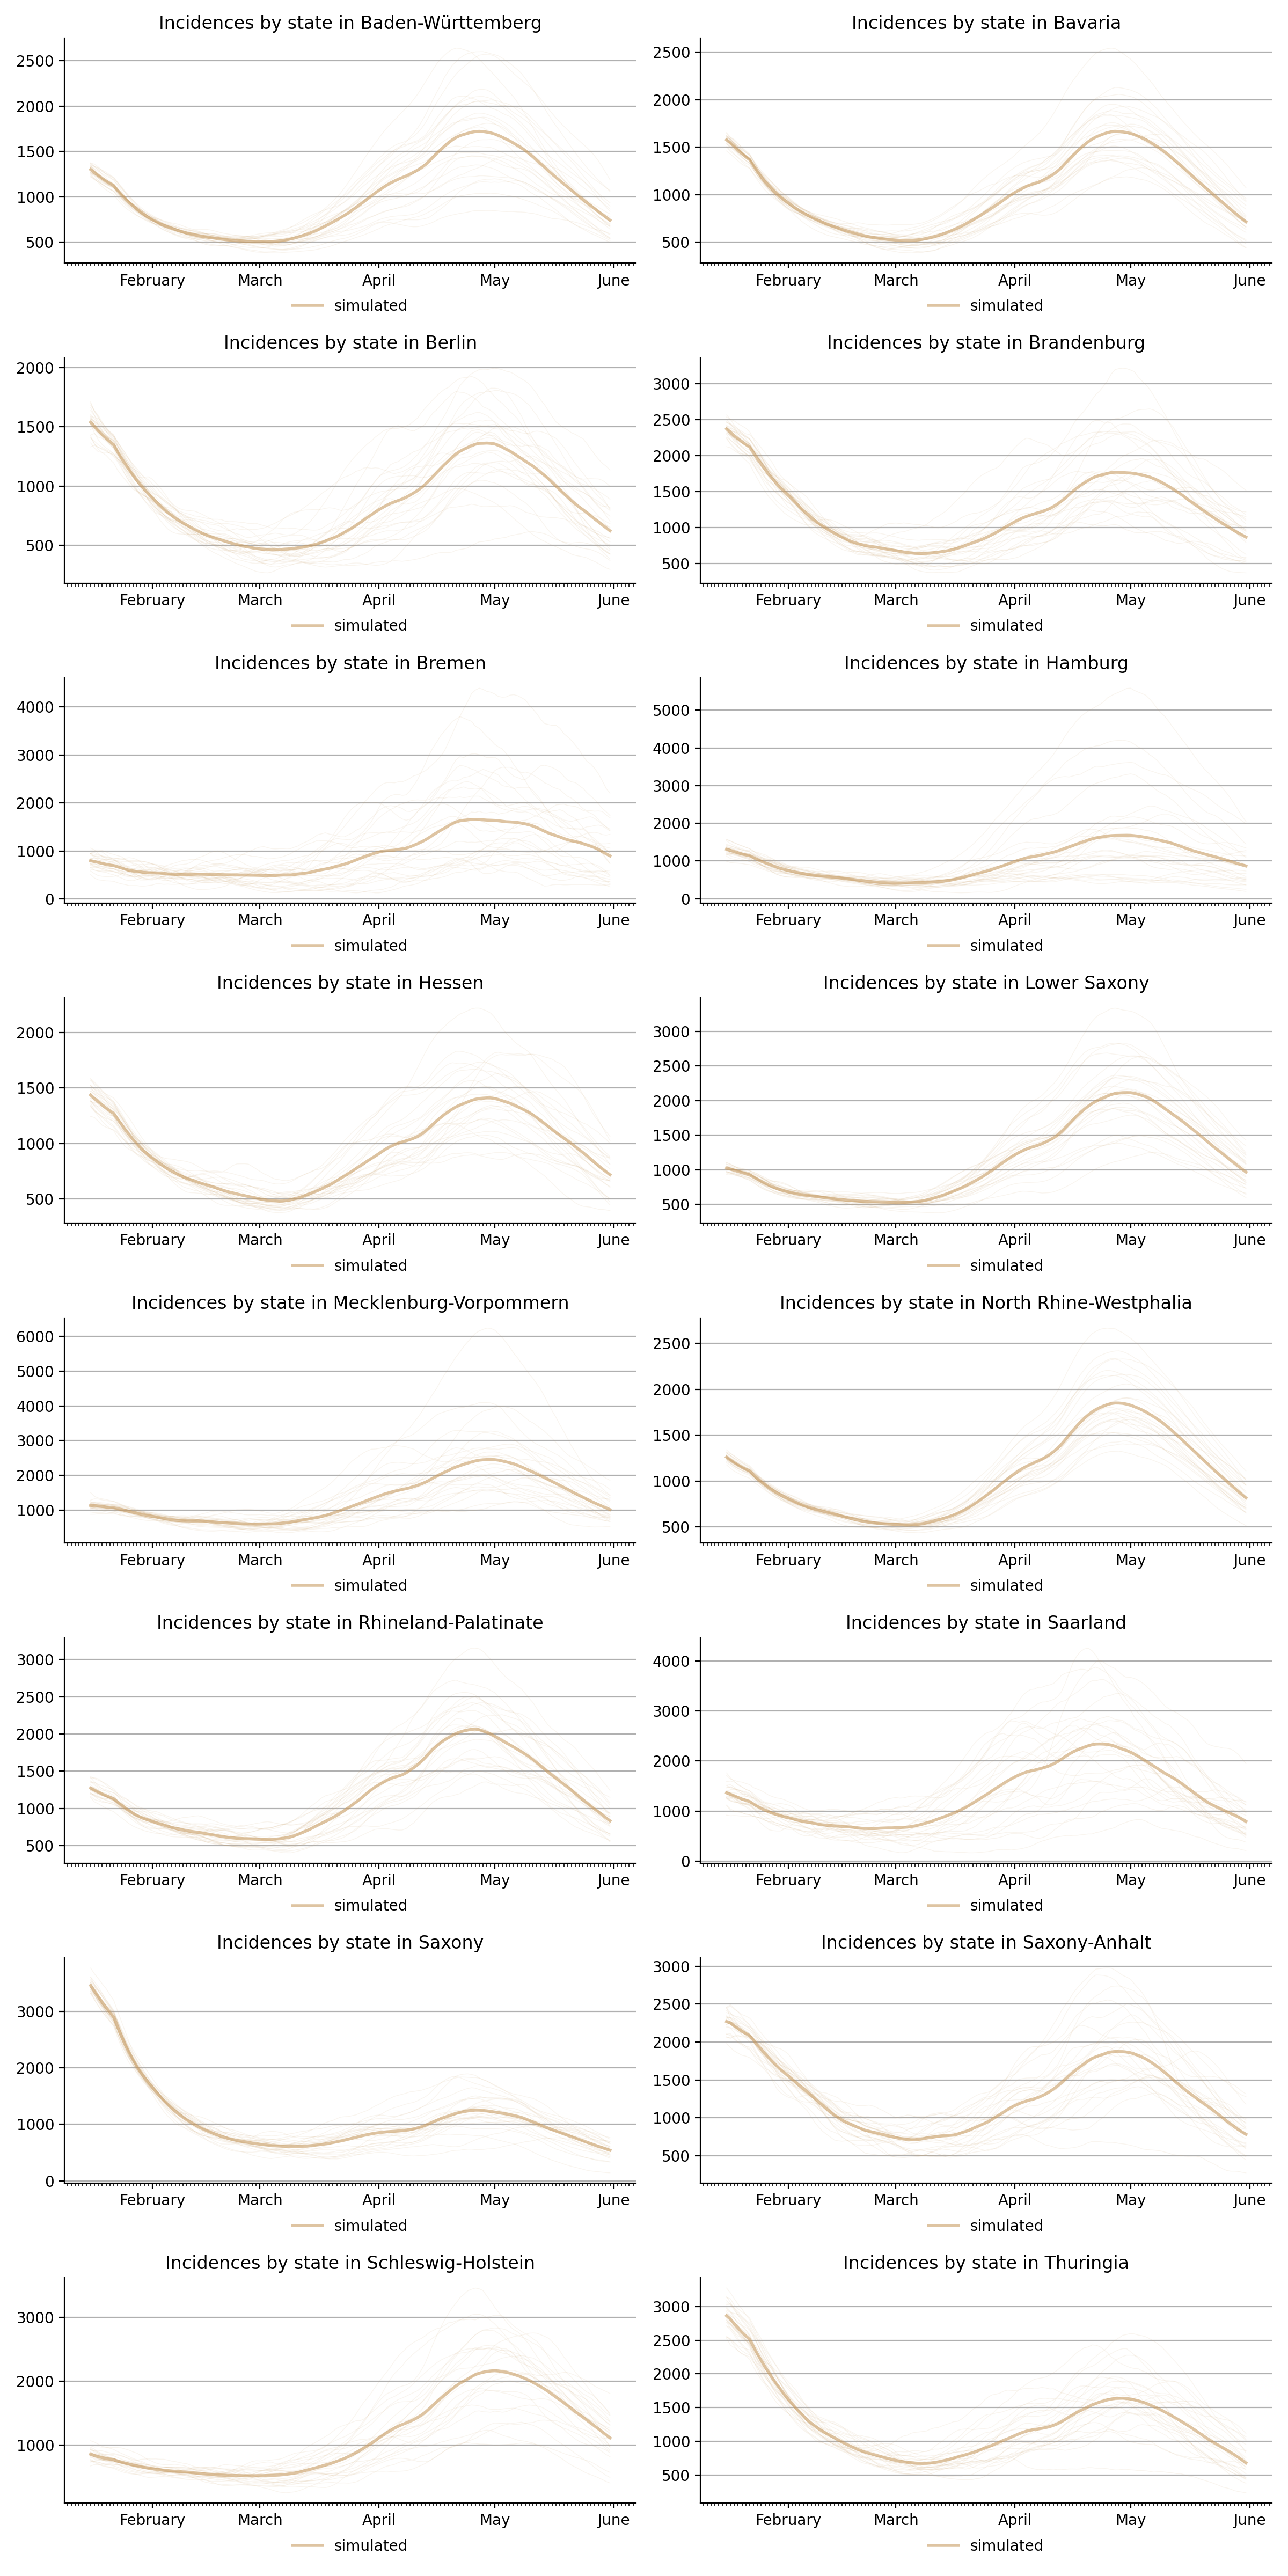 Incidences by state in Baden-Württemberg
2500
2000
1500
1000
500
February March April May June
simulated
Incidences by state in Bavaria
2500
2000
1500
1000
500
February March April May June
simulated
Incidences by state in Berlin
2000
1500
1000
500
February March April May June
simulated
Incidences by state in Brandenburg
3000
2500
2000
1500
1000
500
February March April May June
simulated
Incidences by state in Bremen
4000
3000
2000
1000
0
February March April May June
simulated
Incidences by state in Hamburg
5000
4000
3000
2000
1000
0
February March April May June
simulated
Incidences by state in Hessen
2000
1500
1000
500
February March April May June
simulated
Incidences by state in Lower Saxony
3000
2500
2000
1500
1000
500
February March April May June
simulated
Incidences by state in Mecklenburg-Vorpommern
6000
5000
4000
3000
2000
1000
February March April May June
simulated
Incidences by state in North Rhine-Westphalia
2500
2000
1500
1000
500
February March April May June
simulated
Incidences by state in Rhineland-Palatinate
3000
2500
2000
1500
1000
500
February March April May June
simulated
Incidences by state in Saarland
4000
3000
2000
1000
0
February March April May June
simulated
Incidences by state in Saxony
3000
2000
1000
0
February March April May June
simulated
Incidences by state in Saxony-Anhalt
3000
2500
2000
1500
1000
500
February March April May June
simulated
Incidences by state in Schleswig-Holstein
3000
2000
1000
February March April May June
simulated
Incidences by state in Thuringia
3000
2500
2000
1500
1000
500
February March April May June
simulated